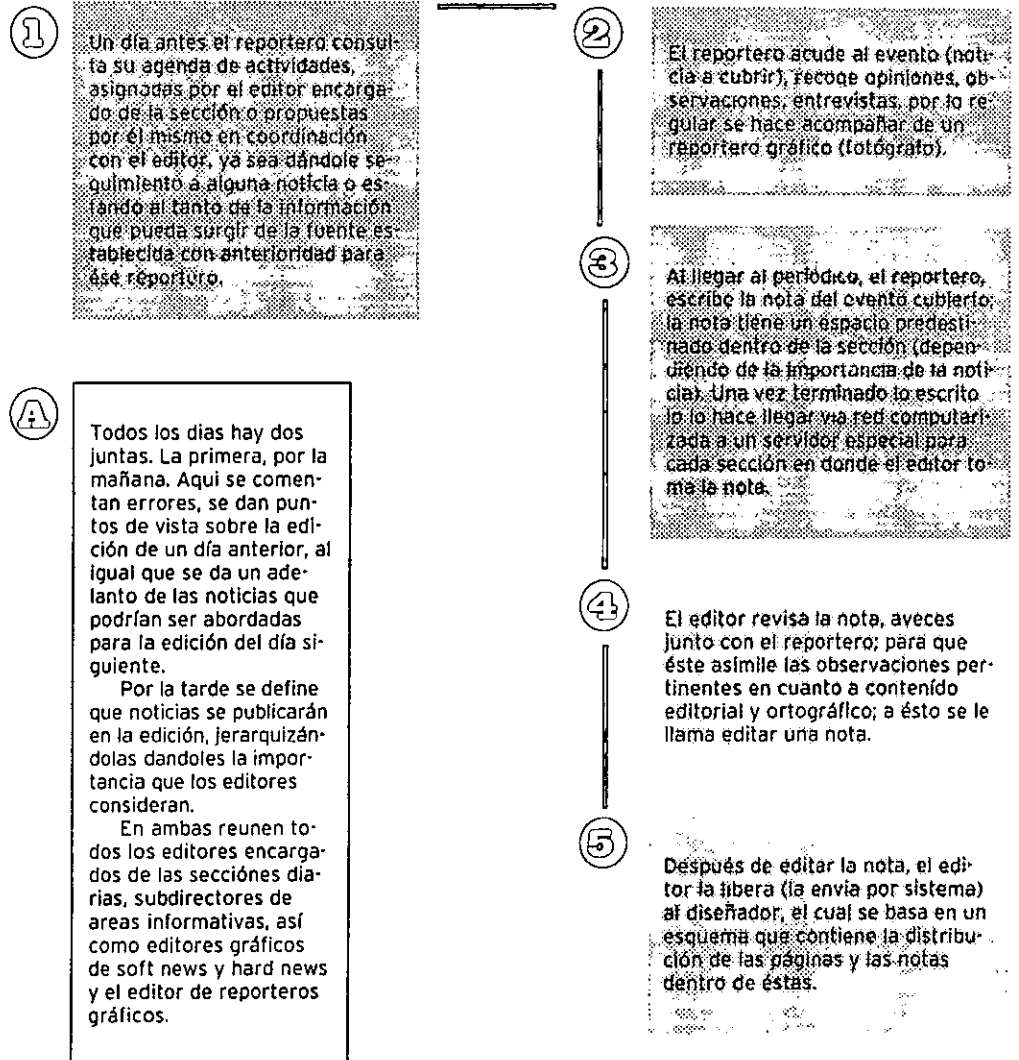 1
Un día antes el reportero consul-
ta su agenda de actividades,
asignadas por el editor encarga-
do de la sección o propuestas
por él mismo en coordinación
con el editor, ya sea dándole se-
guimiento a alguna noticia o es-
tando al tanto de la información
que pueda surgir de la fuente es-
tablecida con anterioridad para
ése reporturo.
A
Todos los dias hay dos
juntas. La primera, por la
mañana. Aqui se comen-
tan errores, se dan pun-
tos de vista sobre la edi-
ción de un día anterior, al
igual que se da un ade-
lanto de las noticias que
podrían ser abordadas
para la edición del día si-
guiente.
Por la tarde se define
que noticias se publicarán
en la edición, jerarquizán-
dolas dandoles la impor-
tancia que los editores
consideran.
En ambas reunen to-
dos los editores encarga-
dos de las secciónes dia-
rias, subdirectores de
areas informativas, así
como editores gráficos
de soft news y hard news
y el editor de reporteros
gráficos.
2
El reportero acude al evento (noti-
cia a cubrir), recoge opiniones, ob-
servaciones, entrevistas, por lo re-
gular se hace acompañar de un
reportero gráfico (fotógrafo).
3
Al llegar al periódico, el reportero,
escribe la nota del evento cubierto;
la nota tiene un espacio predesti-
nado dentro de la sección (depen-
diendo de la importancia de la noti-
cia). Una vez terminado lo escrito
lo lo hace llegar via red computari-
zada a un servidor especial para
cada sección en donde el editor to-
ma la nota.
4
El editor revisa la nota, aveces
junto con el reportero; para que
éste asimile las observaciones per-
tinentes en cuanto a contenído
editorial y ortográfico; a ésto se le
llama editar una nota.
5
Después de editar la nota, el edi-
tor la libera (la envia por sistema)
al diseñador, el cual se basa en un
esquema que contiene la distribu-
ción de las páginas y las notas
dentro de éstas.